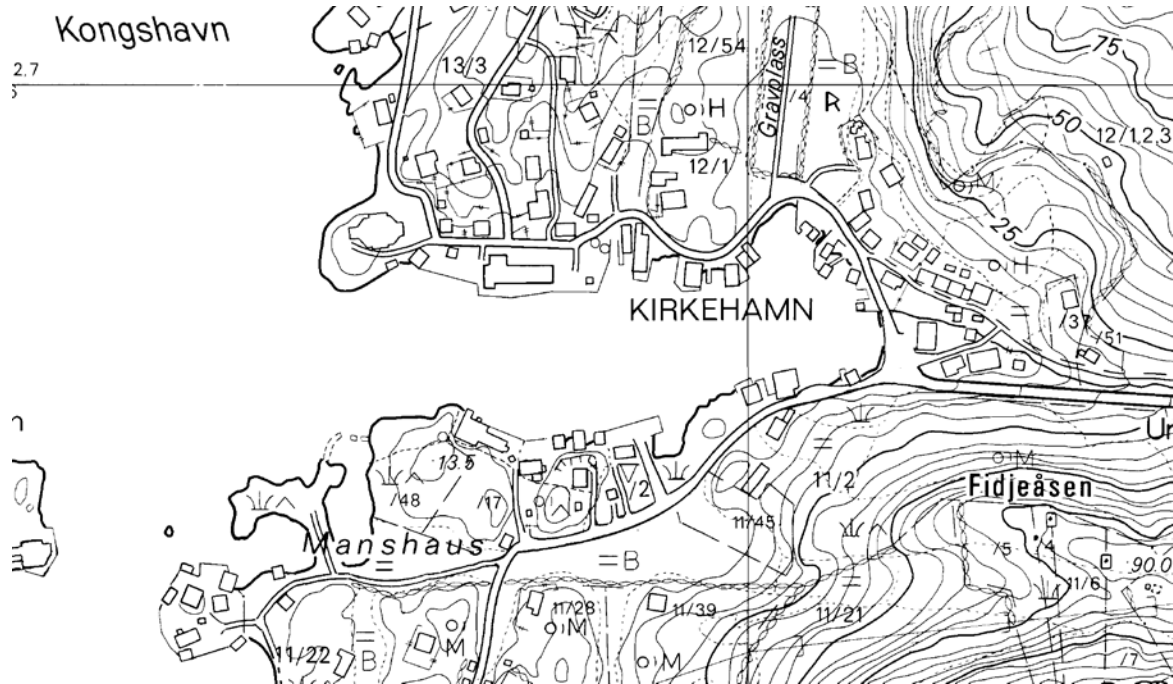 Kongshavn
75
12/54
13/3
H
B
Gravplass
/4
2.7
R
50
12/1,2,3
H
B
12/1
M
25
H
KIRKEHAMN
/37
/51
M
Fidjeåsen
11/2
13.5
/48
/17
/2
11/45
/5
/4
Manshaus
B
90.0
11/6
11/28
11/39
11/21
M
M
M
B
11/22
/7